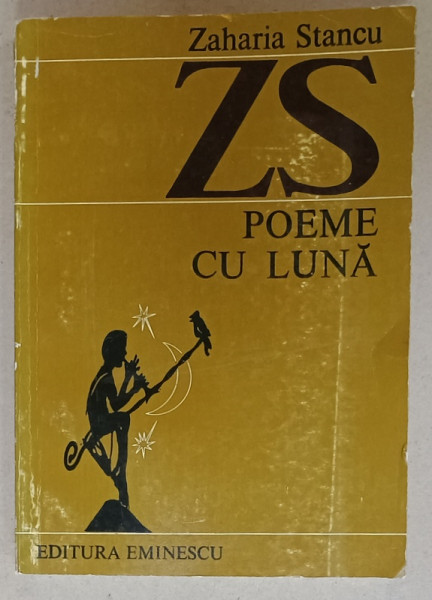 Zaharia Stancu
ZS
POEME
CU LUNĂ
EDITURA EMINESCU